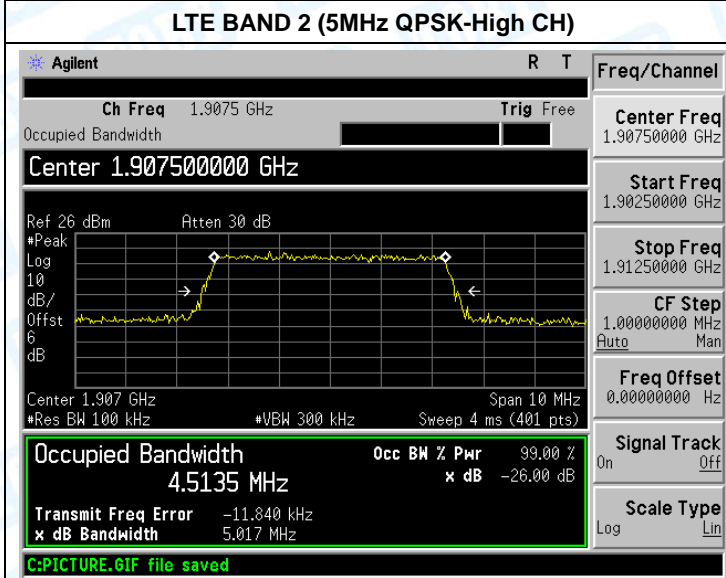 LTE BAND 2 (5MHz QPSK-High CH)
Agilent R T
Freq/Channel
Ch Freq 1.9075 GHz Trig Free
Occupied Bandwidth
Center 1.907500000 GHz
Ref 26 dBm Atten 30 dB
#Peak
Log
10
dB/
Offst
6
dB
Center 1.907 GHz Span 10 MHz
#Res BW 100 kHz #VBW 300 kHz Sweep 4 ms (401 pts)
Occupied Bandwidth Occ BW % Pwr 99.00 %
4.5135 MHz x dB -26.00 dB
Transmit Freq Error -11.840 kHz
x dB Bandwidth 5.017 MHz
C:PICTURE.GIF file saved
Center Freq
1.90750000 GHz
Start Freq
1.90250000 GHz
Stop Freq
1.91250000 GHz
CF Step
1.00000000 MHz
Auto Man
Freq Offset
0.00000000 Hz
Signal Track
On Off
Scale Type
Log Lin